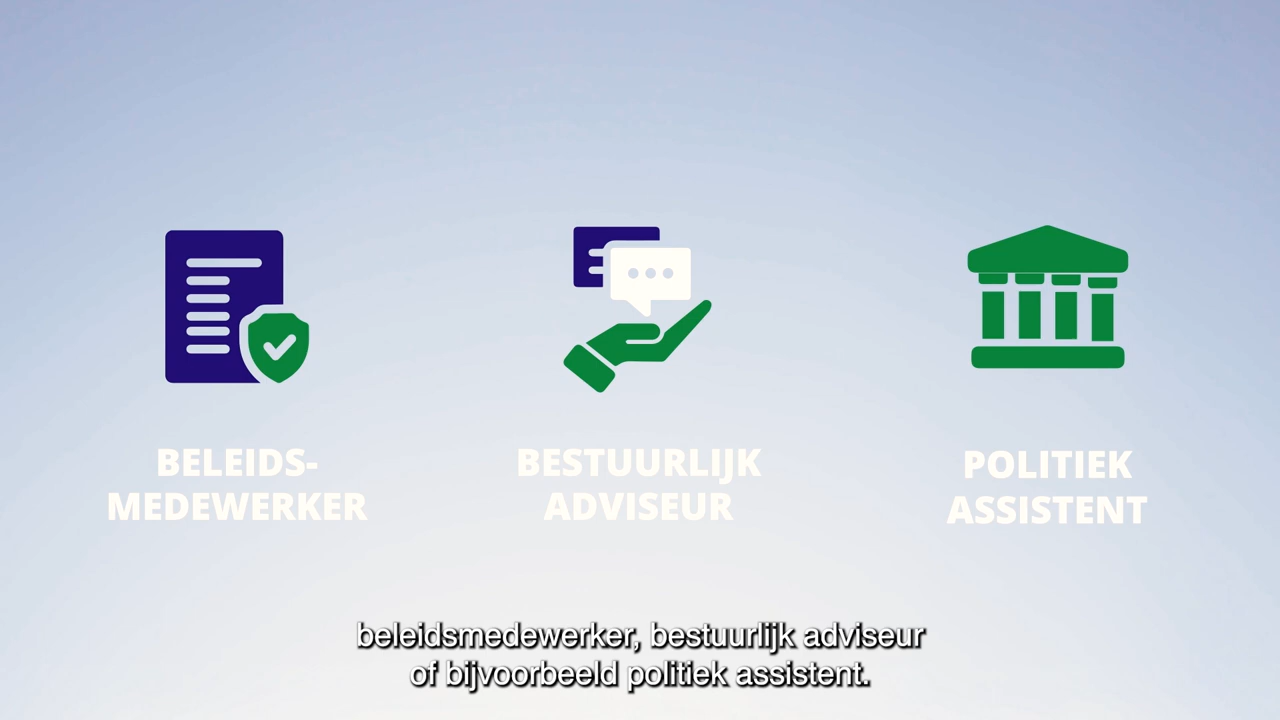 BELEIDS-
MEDEWERKER
BESTUURLIJK
ADVISEUR
POLITIEK
ASSISTENT
beleidsmedewerker, bestuurlijk adviseur
of bijvoorbeeld politiek assistent.